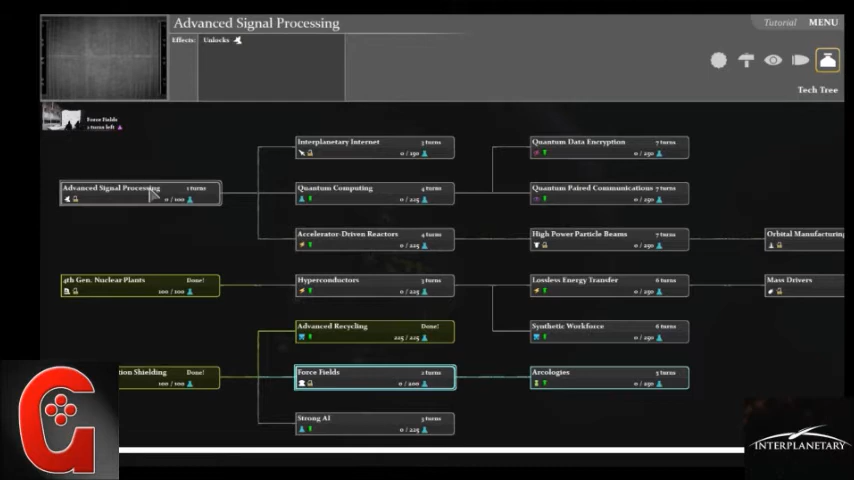 Advanced Signal Processing
Tutorial MENU
Effects: Unlocks
Tech Tree
Force Fields
2 turns left
Interplanetary Internet 3 turns
0 / 150
Quantum Data Encryption 7 turns
0 / 250
Advanced Signal Processing 1 turns
0 / 100
Quantum Computing 4 turns
0 / 225
Quantum Paired Communications 7 turns
0 / 250
Accelerator-Driven Reactors 4 turns
0 / 225
High Power Particle Beams 7 turns
0 / 250
Orbital Manufacturing
4th Gen. Nuclear Plants Done!
100 / 100
Hyperconductors 3 turns
0 / 225
Lossless Energy Transfer 6 turns
0 / 250
Mass Drivers
Advanced Recycling Done!
225 / 225
Synthetic Workforce 6 turns
0 / 250
tion Shielding Done!
100 / 100
Force Fields 2 turns
0 / 200
Arcologies 5 turns
0 / 250
Strong AI 3 turns
0 / 225
G
INTERPLANETARY